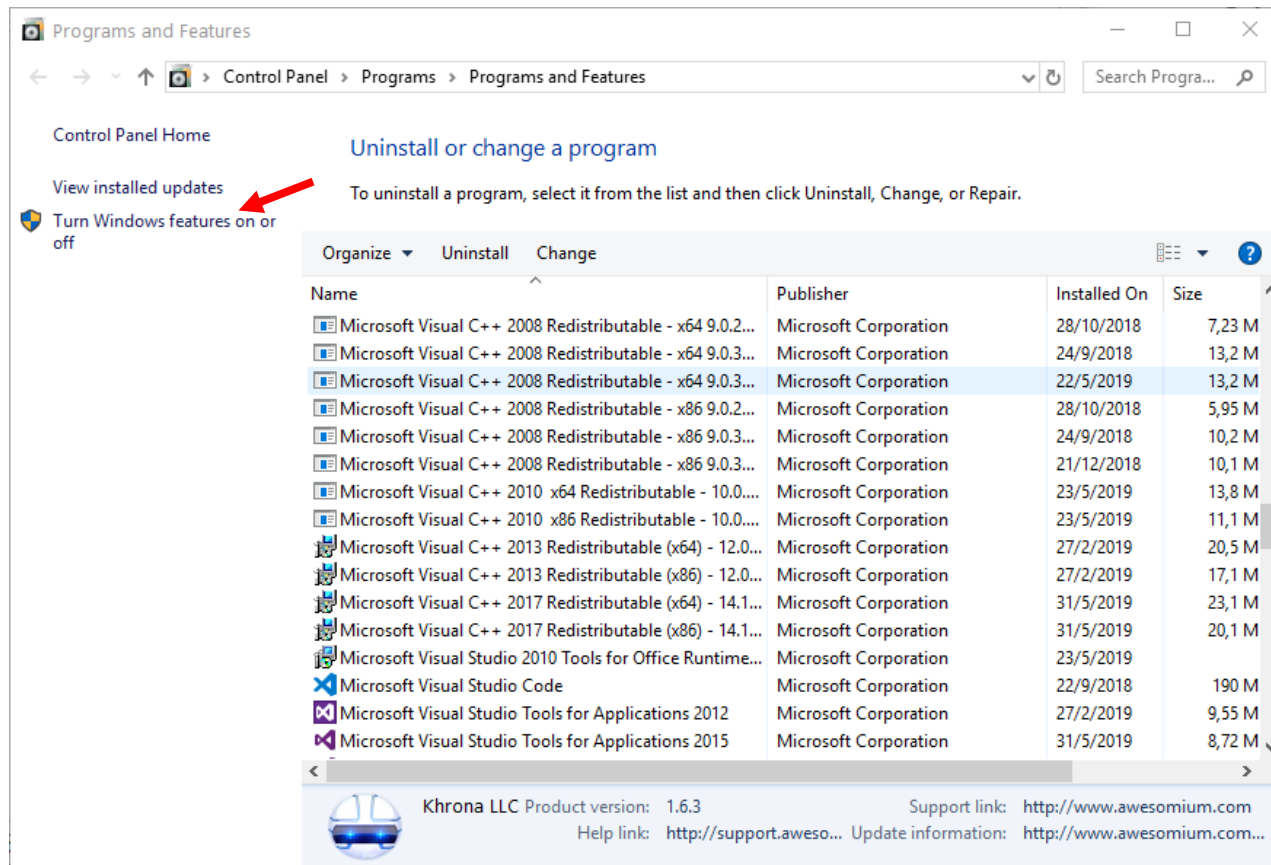 Programs and Features
Control Panel > Programs > Programs and Features
Search Progra...
Control Panel Home
View installed updates
Turn Windows features on or
off
Uninstall or change a program
To uninstall a program, select it from the list and then click Uninstall, Change, or Repair.
Organize Uninstall Change
Name Publisher Installed On Size
Microsoft Visual C++ 2008 Redistributable - x64 9.0.2... Microsoft Corporation 28/10/2018 7,23 M
Microsoft Visual C++ 2008 Redistributable - x64 9.0.3... Microsoft Corporation 24/9/2018 13,2 M
Microsoft Visual C++ 2008 Redistributable - x64 9.0.3... Microsoft Corporation 22/5/2019 13,2 M
Microsoft Visual C++ 2008 Redistributable - x86 9.0.2... Microsoft Corporation 28/10/2018 5,95 M
Microsoft Visual C++ 2008 Redistributable - x86 9.0.3... Microsoft Corporation 24/9/2018 10,2 M
Microsoft Visual C++ 2008 Redistributable - x86 9.0.3... Microsoft Corporation 21/12/2018 10,1 M
Microsoft Visual C++ 2010 x64 Redistributable - 10.0.... Microsoft Corporation 23/5/2019 13,8 M
Microsoft Visual C++ 2010 x86 Redistributable - 10.0.... Microsoft Corporation 23/5/2019 11,1 M
Microsoft Visual C++ 2013 Redistributable (x64) - 12.0... Microsoft Corporation 27/2/2019 20,5 M
Microsoft Visual C++ 2013 Redistributable (x86) - 12.0... Microsoft Corporation 27/2/2019 17,1 M
Microsoft Visual C++ 2017 Redistributable (x64) - 14.1... Microsoft Corporation 31/5/2019 23,1 M
Microsoft Visual C++ 2017 Redistributable (x86) - 14.1... Microsoft Corporation 31/5/2019 20,1 M
Microsoft Visual Studio 2010 Tools for Office Runtime... Microsoft Corporation 23/5/2019
Microsoft Visual Studio Code Microsoft Corporation 22/9/2018 190 M
Microsoft Visual Studio Tools for Applications 2012 Microsoft Corporation 27/2/2019 9,55 M
Microsoft Visual Studio Tools for Applications 2015 Microsoft Corporation 31/5/2019 8,72 M
Khrona LLC Product version: 1.6.3 Support link: http://www.awesomium.com
Help link: http://support.aweso... Update information: http://www.awesomium.com...